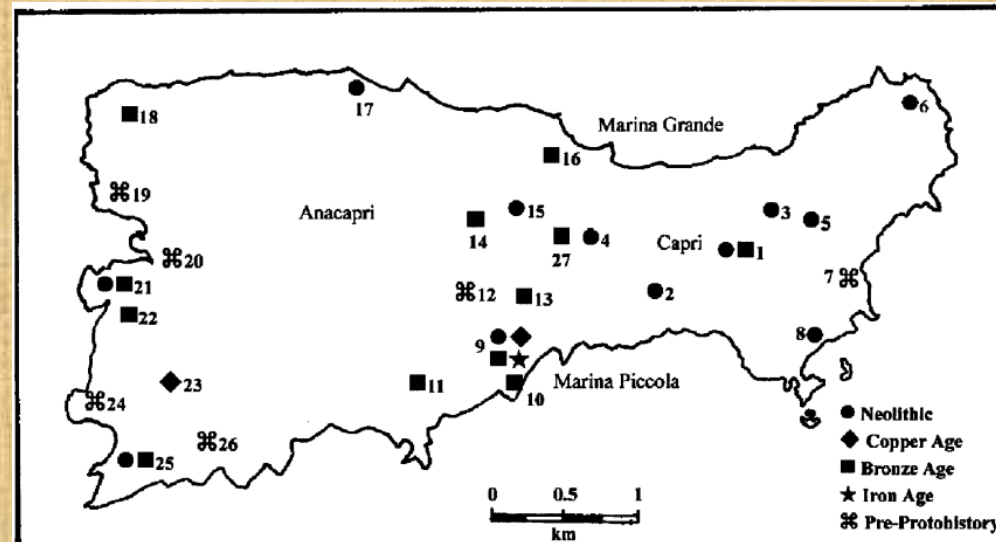 6
17
18
Marina Grande
16
19
Anacapri
15
3
5
14
27
4
Capri
1
20
7
21
12
13
2
22
9
8
23
11
10
Marina Piccola
24
26
25
0 0.5 1
km
Neolithic
Copper Age
Bronze Age
Iron Age
Pre-Protohistory